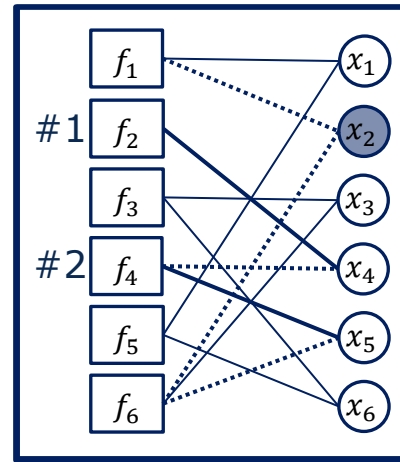 f₁ x₁
#1 f₂ x₂
f₃ x₃
#2 f₄ x₄
f₅ x₅
f₆ x₆